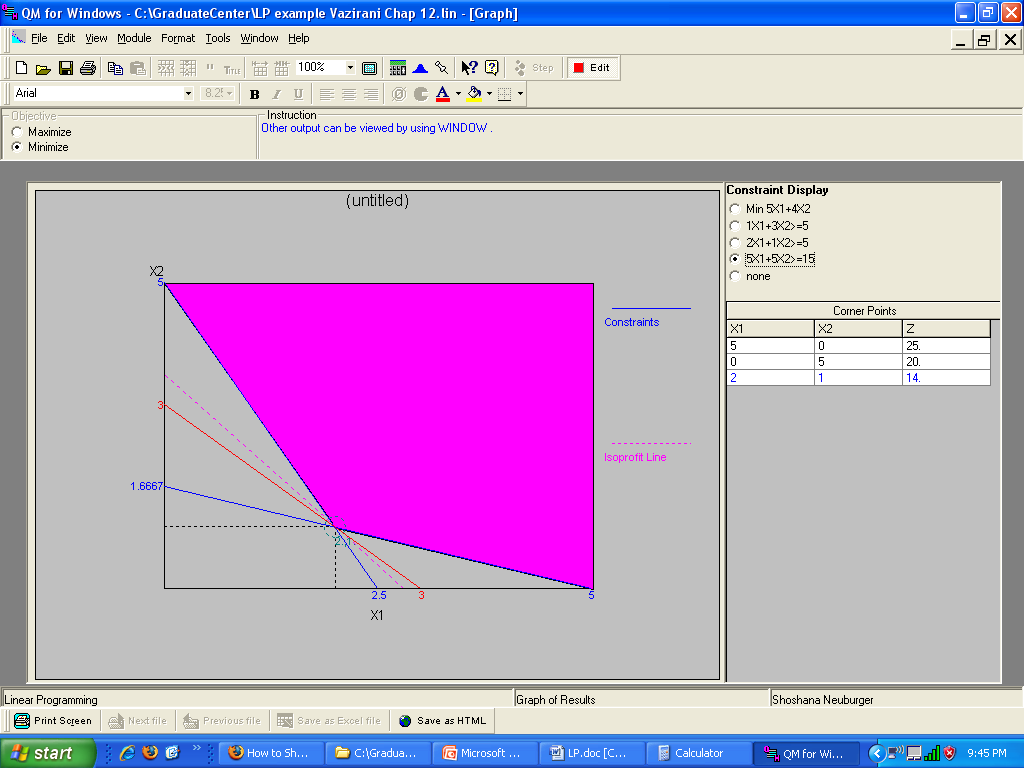 QM for Windows - C:\GraduateCenter\LP example Vazirani Chap 12.lin - [Graph]
File Edit View Module Format Tools Window Help
" TITLE 100% Step Edit
Arial 8.2 B I U A
Objective
Maximize
Minimize
Instruction
Other output can be viewed by using WINDOW .
(untitled)
X2
5
3
1.6667
2.5
3
5
X1
Constraints
Isoprofit Line
Constraint Display
Min 5X1+4X2
1X1+3X2>=5
2X1+1X2>=5
5X1+5X2>=15
none
Corner Points
X1 X2 Z
5 0 25.
0 5 20.
2 1 14.
Linear Programming Graph of Results Shoshana Neuburger
Print Screen Next file Previous file Save as Excel file Save as HTML
start » How to Sh... C:\Gradua... Microsoft ... LP.doc [C... Calculator QM for Wi... 9:45 PM